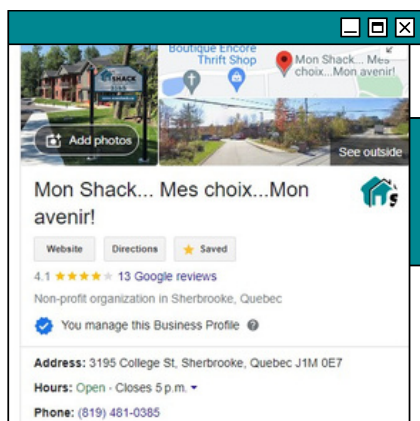 Boutique Encore
Thrift Shop
Mon Shack... Mes
choix...Mon avenir!
SHACK
3195
Add photos
See outside
Mon Shack... Mes choix...Mon
avenir!
Website
Directions
Saved
4.1 13 Google reviews
Non-profit organization in Sherbrooke, Quebec
You manage this Business Profile
Address: 3195 College St, Sherbrooke, Quebec J1M 0E7
Hours: Open · Closes 5 p.m.
Phone: (819) 481-0385